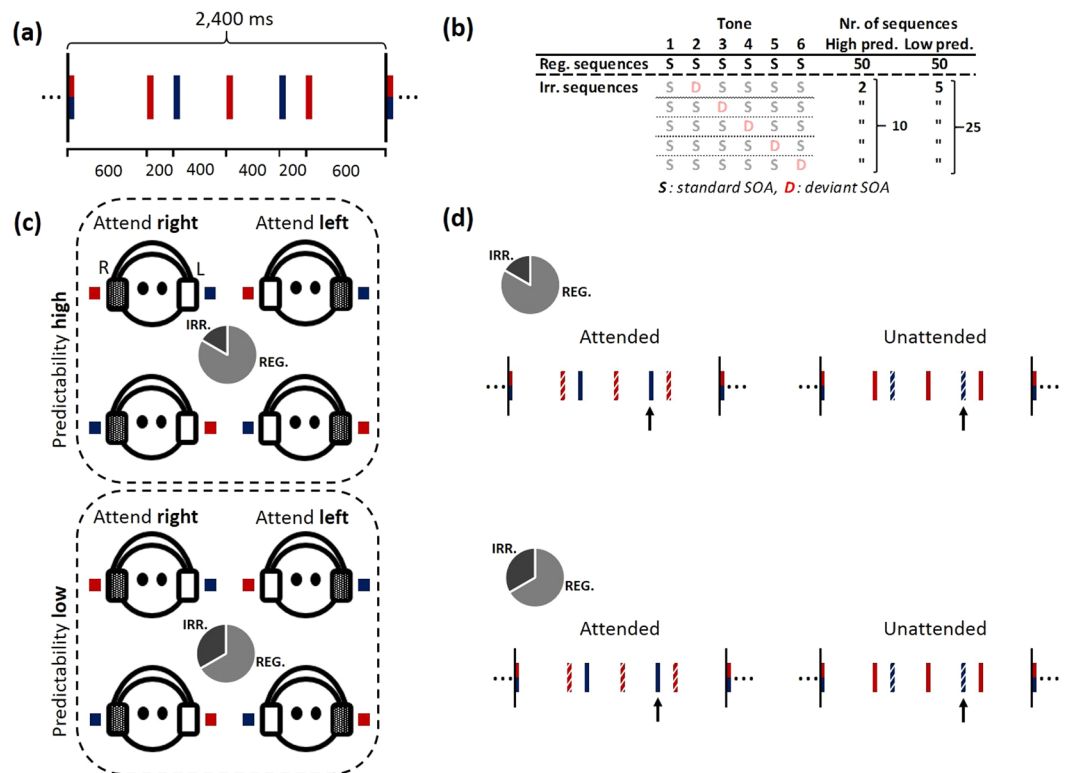 (a)
2,400 ms
... ...
600 200 400 400 200 600
(b)
Tone Nr. of sequences
1 2 3 4 5 6 High pred. Low pred.
Reg. sequences S S S S S S 50 50
Irr. sequences S D S S S S 2 5
S S D S S S " "
S S S D S S " 10 " 25
S S S S D S " "
S S S S S D " "
S: standard SOA, D: deviant SOA
(c)
Predictability high
Attend right Attend left
R L
IRR.
REG.
Predictability low
Attend right Attend left
IRR.
REG.
(d)
IRR.
REG.
Attended Unattended
... ... ... ...
IRR.
REG.
Attended Unattended
... ... ... ...